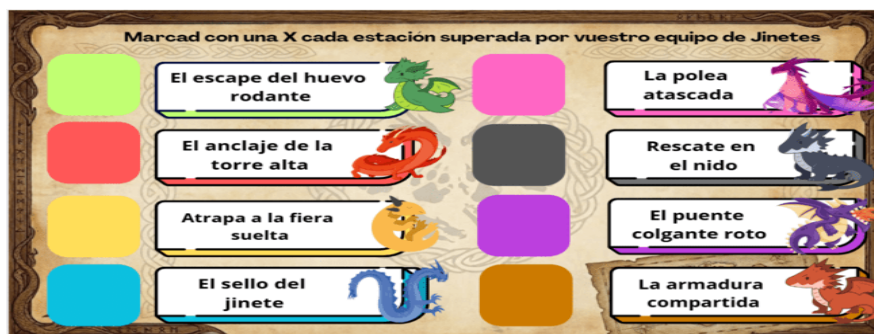 Marcad con una X cada estación superada por vuestro equipo de Jinetes
El escape del huevo
rodante
La polea
atascada
El anclaje de la
torre alta
Rescate en
el nido
Atrapa a la fiera
suelta
El puente
colgante roto
El sello del
jinete
La armadura
compartida